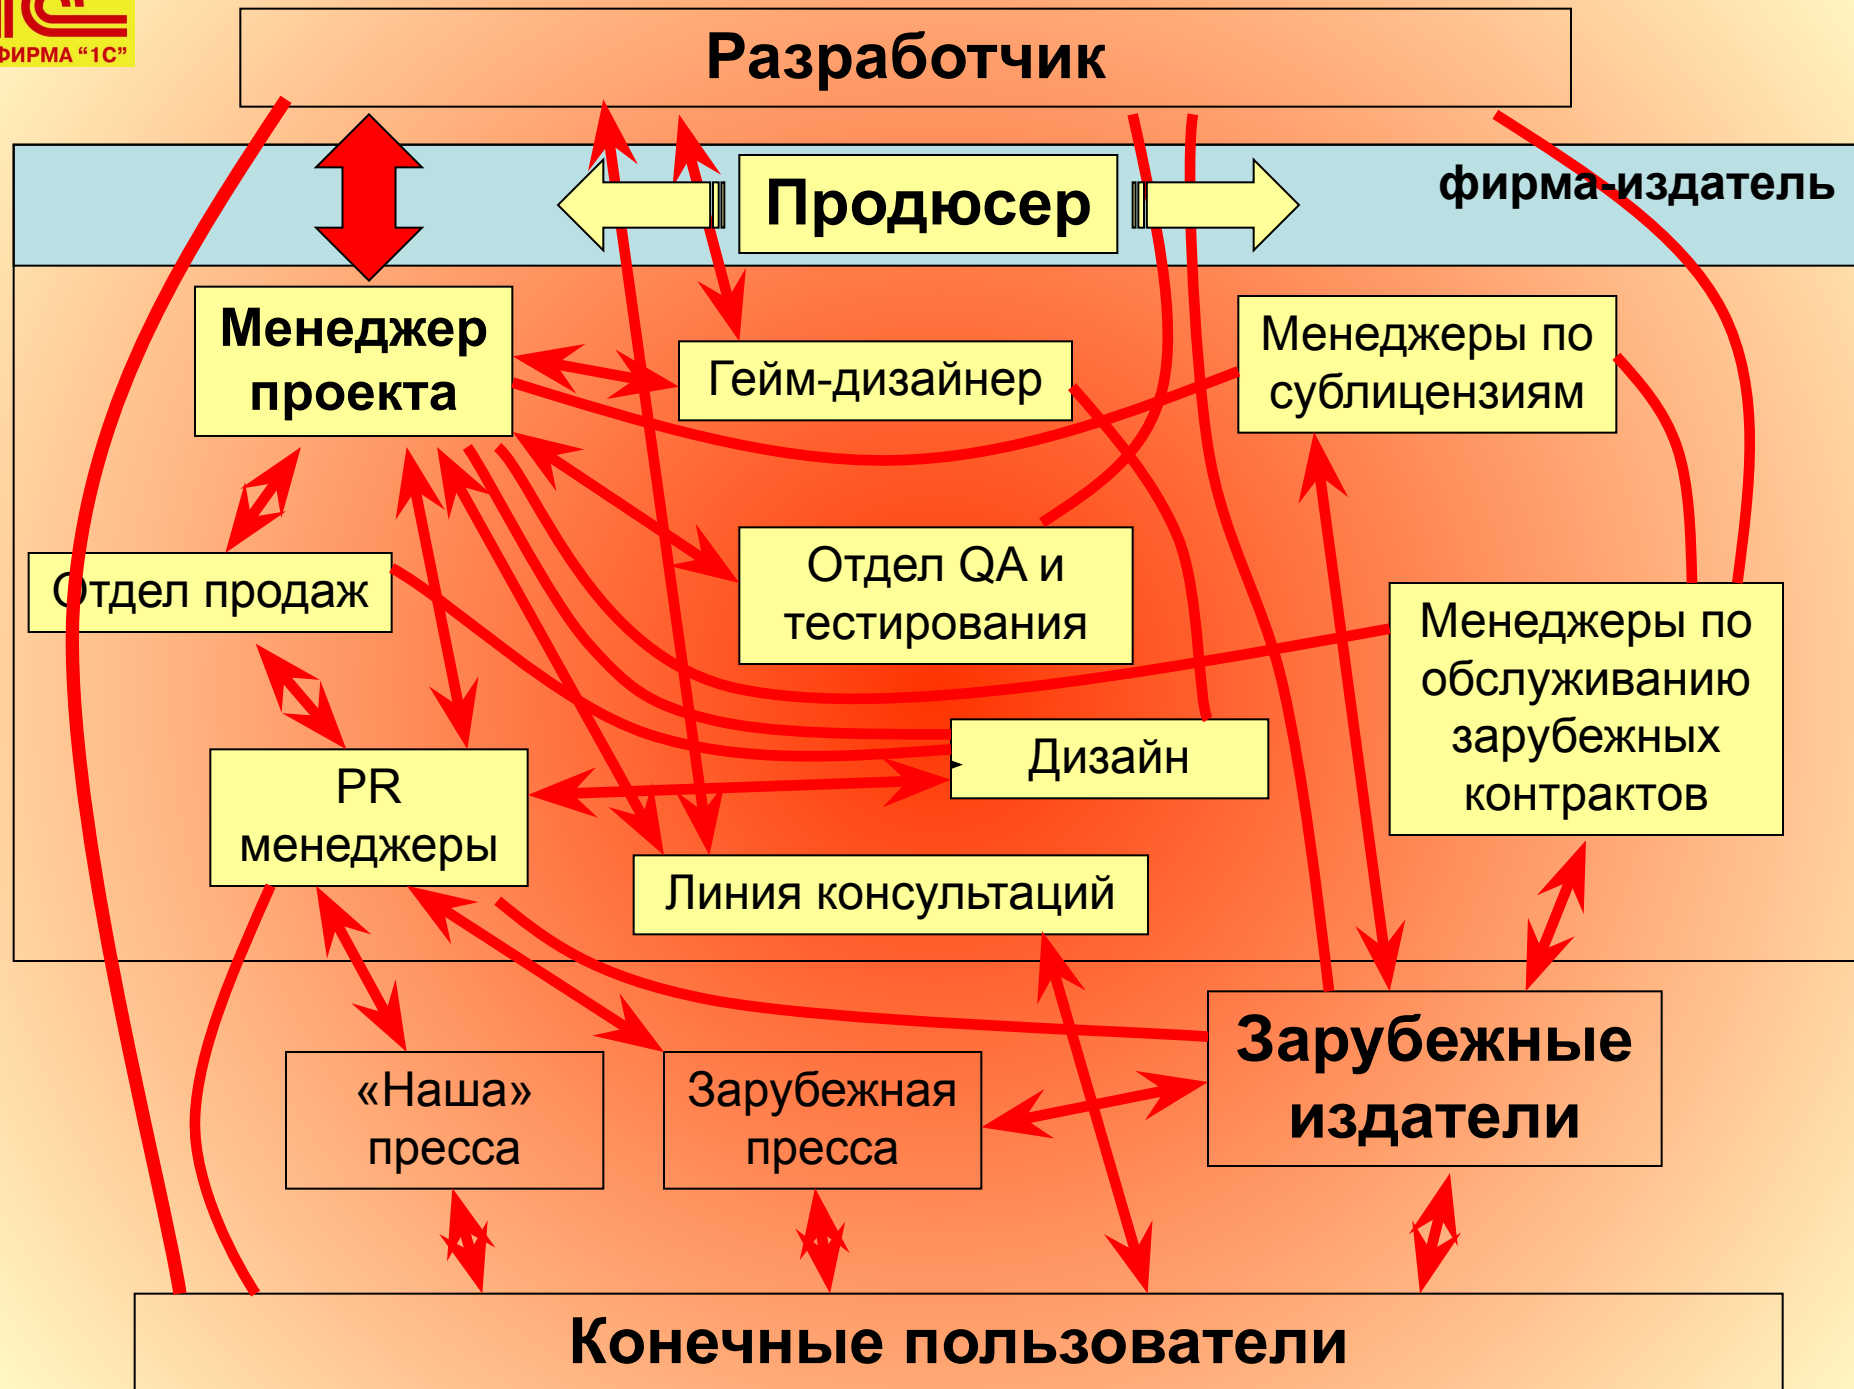 ФИРМА “1С”
Разработчик
Продюсер
фирма-издатель
Менеджер
проекта
Гейм-дизайнер
Менеджеры по
сублицензиям
Отдел продаж
Отдел QA и
тестирования
Менеджеры по
обслуживанию
зарубежных
контрактов
Дизайн
PR
менеджеры
Линия консультаций
Зарубежные
издатели
«Наша»
пресса
Зарубежная
пресса
Конечные пользователи